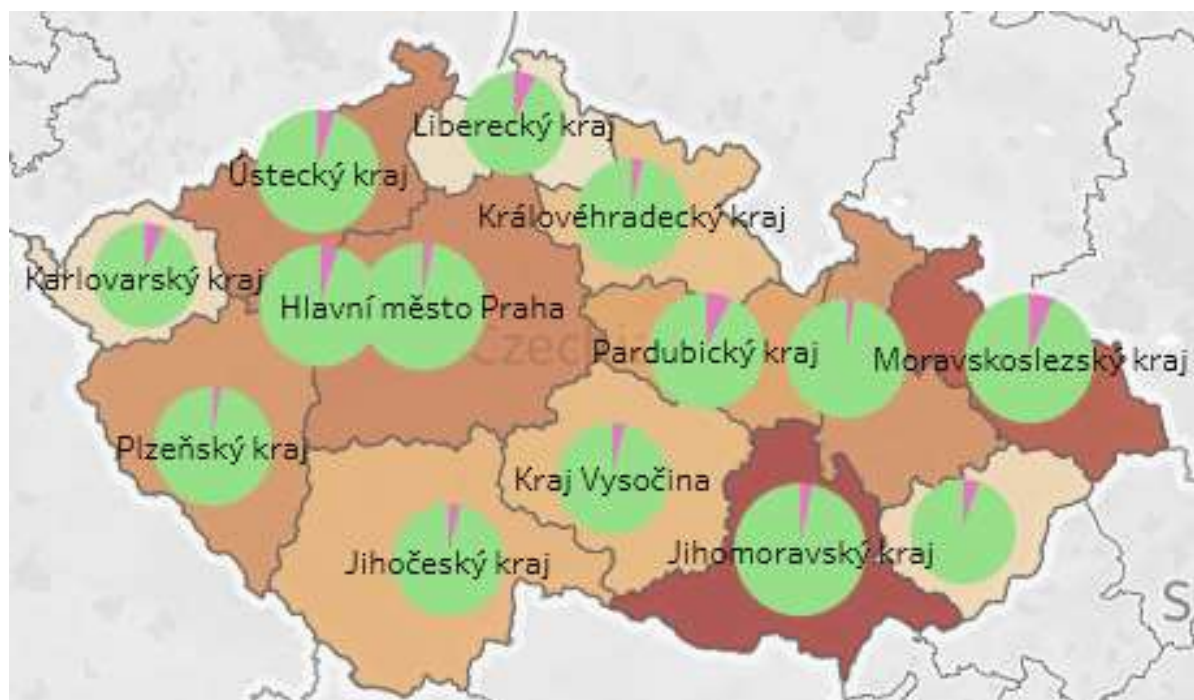 Liberecký kraj
Ústecký kraj
Královéhradecký kraj
Karlovarský kraj
Hlavní město Praha
Czec
Pardubický kraj
Moravskoslezský kraj
Plzeňský kraj
Kraj Vysočina
Jihočeský kraj
Jihomoravský kraj
S